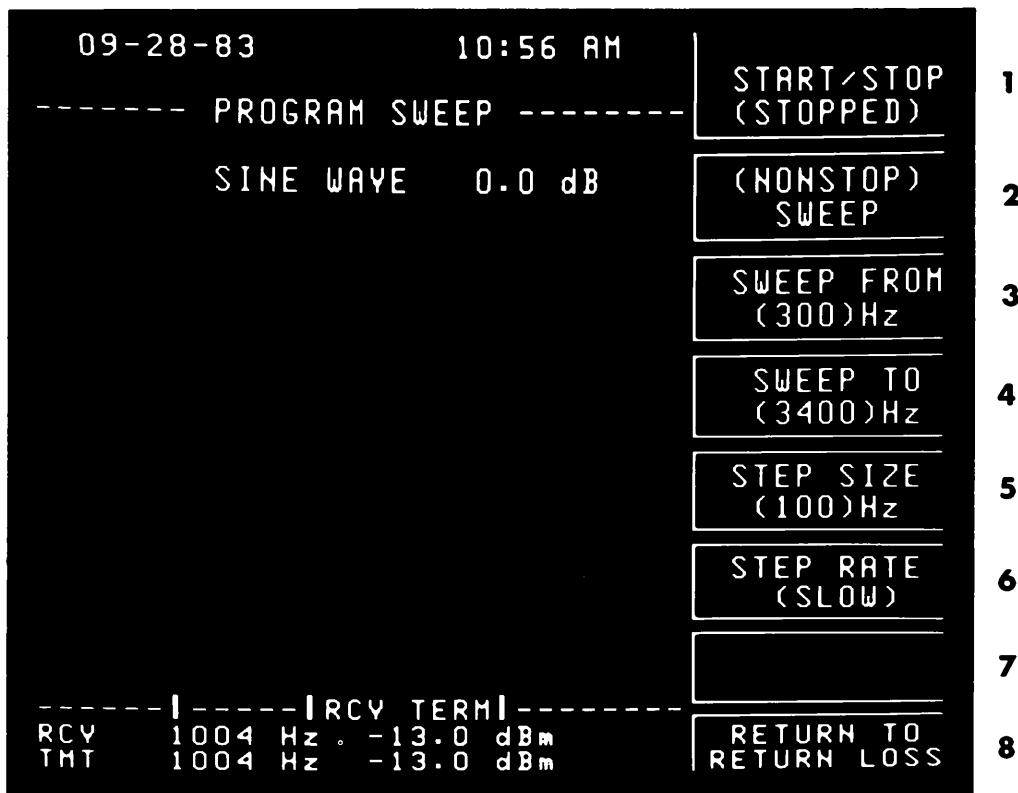 09-28-83 10:56 AM
------- PROGRAM SWEEP --------
SINE WAVE 0.0 dB
START/STOP
(STOPPED)
1
(NONSTOP)
SWEEP
2
SWEEP FROM
(300)Hz
3
SWEEP TO
(3400)Hz
4
STEP SIZE
(100)Hz
5
STEP RATE
(SLOW)
6
7
------|-----|RCV TERM|--------
RCV 1004 Hz -13.0 dBm
TMT 1004 Hz -13.0 dBm
RETURN TO
RETURN LOSS
8